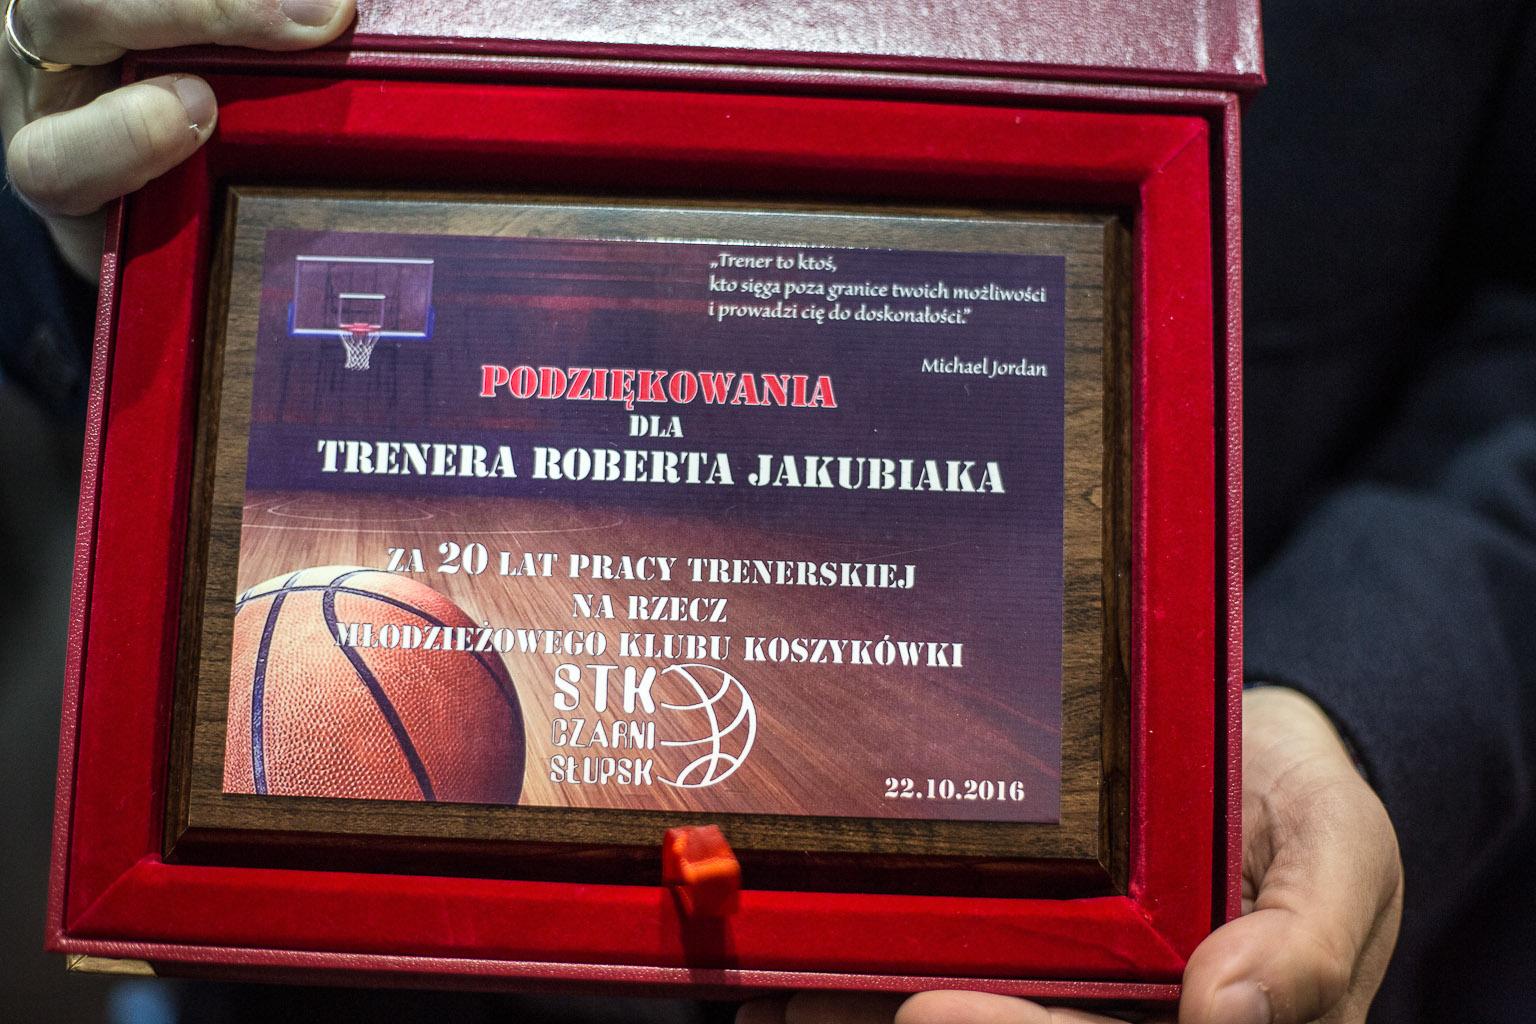 „Trener to ktoś,
kto sięga poza granice twoich możliwości
i prowadzi cię do doskonałości."
Michael Jordan
PODZIĘKOWANIA
DLA
TRENERA ROBERTA JAKUBIAKA
ZA 20 LAT PRACY TRENERSKIEJ
NA RZECZ
MŁODZIEŻOWEGO KLUBU KOSZYKÓWKI
STK
CZARNI
SŁUPSK
22.10.2016